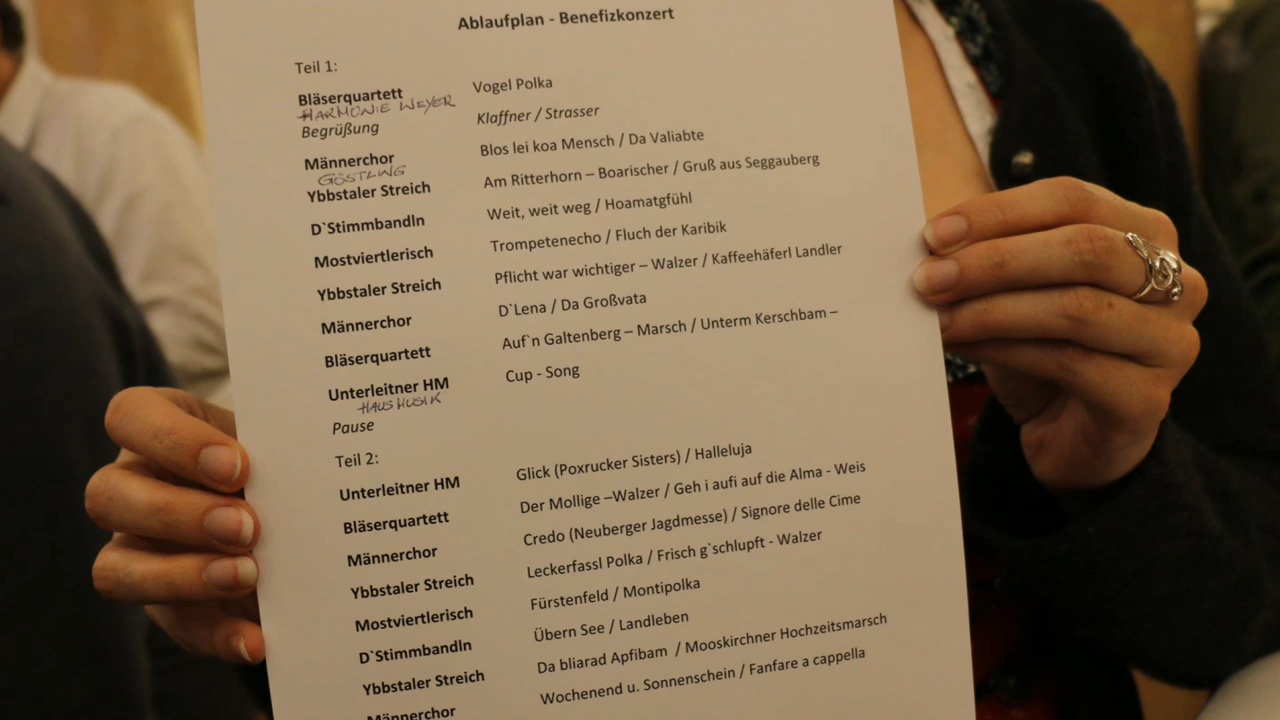 Ablaufplan - Benefizkonzert
Teil 1:
Bläserquartett Vogel Polka
HARMONIE WEYER
Begrüßung Klaffner / Strasser
Männerchor Blos lei koa Mensch / Da Valiabte
GÖSTLING
Ybbstaler Streich Am Ritterhorn – Boarischer / Gruß aus Seggauberg
D`Stimmbandln Weit, weit weg / Hoamatgfühl
Mostviertlerisch Trompetenecho / Fluch der Karibik
Ybbstaler Streich Pflicht war wichtiger – Walzer / Kaffeehäferl Landler
Männerchor D`Lena / Da Großvata
Bläserquartett Auf`n Galtenberg – Marsch / Unterm Kerschbam –
Unterleitner HM Cup - Song
HAUSMUSIK
Pause
Teil 2:
Unterleitner HM Glick (Poxrucker Sisters) / Halleluja
Bläserquartett Der Mollige –Walzer / Geh i aufi auf die Alma - Weis
Männerchor Credo (Neuberger Jagdmesse) / Signore delle Cime
Ybbstaler Streich Leckerfassl Polka / Frisch g`schlupft - Walzer
Mostviertlerisch Fürstenfeld / Montipolka
D`Stimmbandln Übern See / Landleben
Ybbstaler Streich Da bliarad Apfibam / Mooskirchner Hochzeitsmarsch
Männerchor Wochenend u. Sonnenschein / Fanfare a cappella